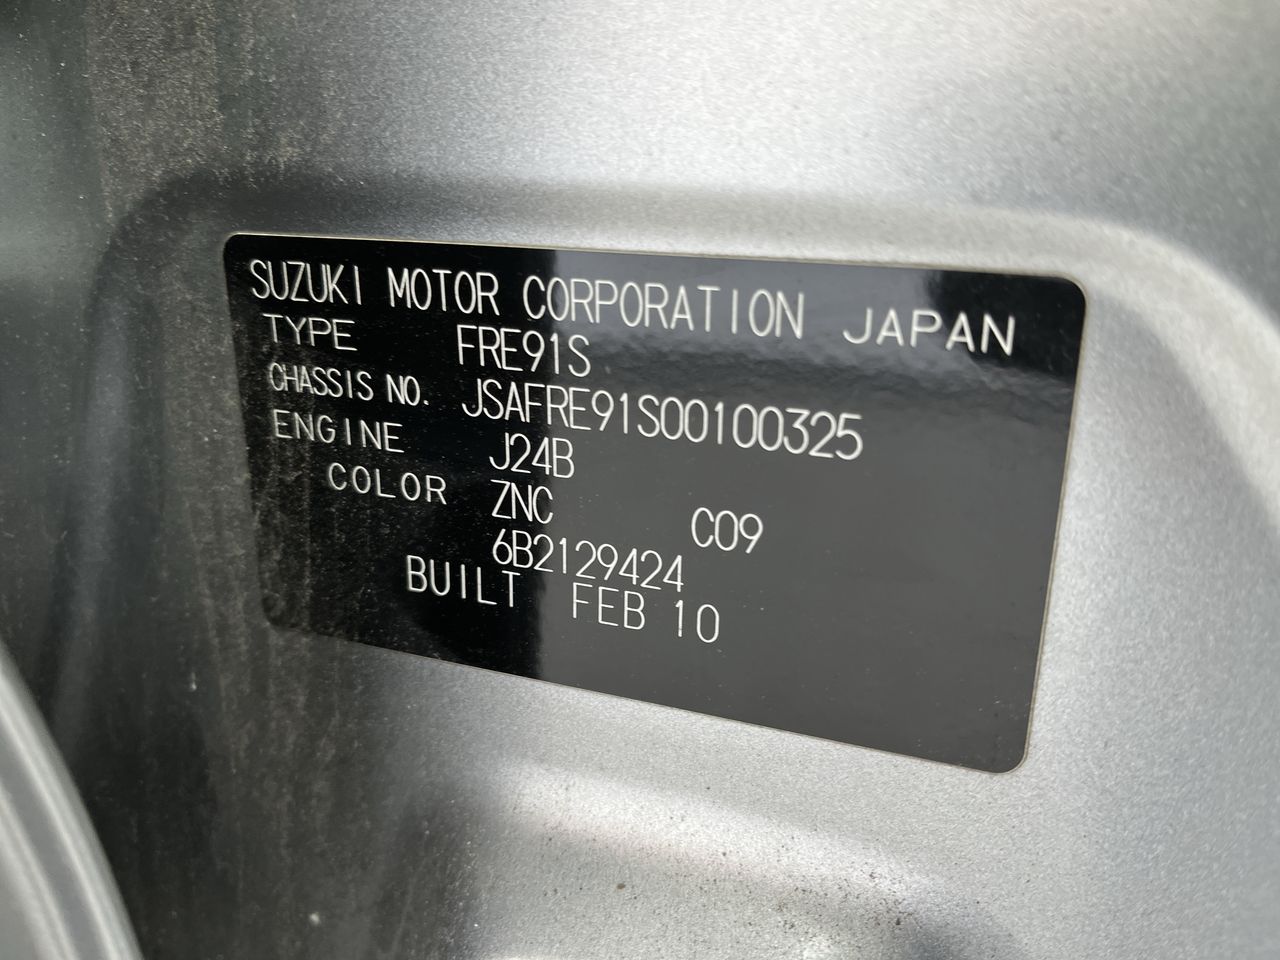 SUZUKI MOTOR CORPORATION JAPAN
TYPE FRE91S
CHASSIS NO. JSAFRE91S00100325
ENGINE J24B
COLOR ZNC C09
6B2129424
BUILT FEB 10